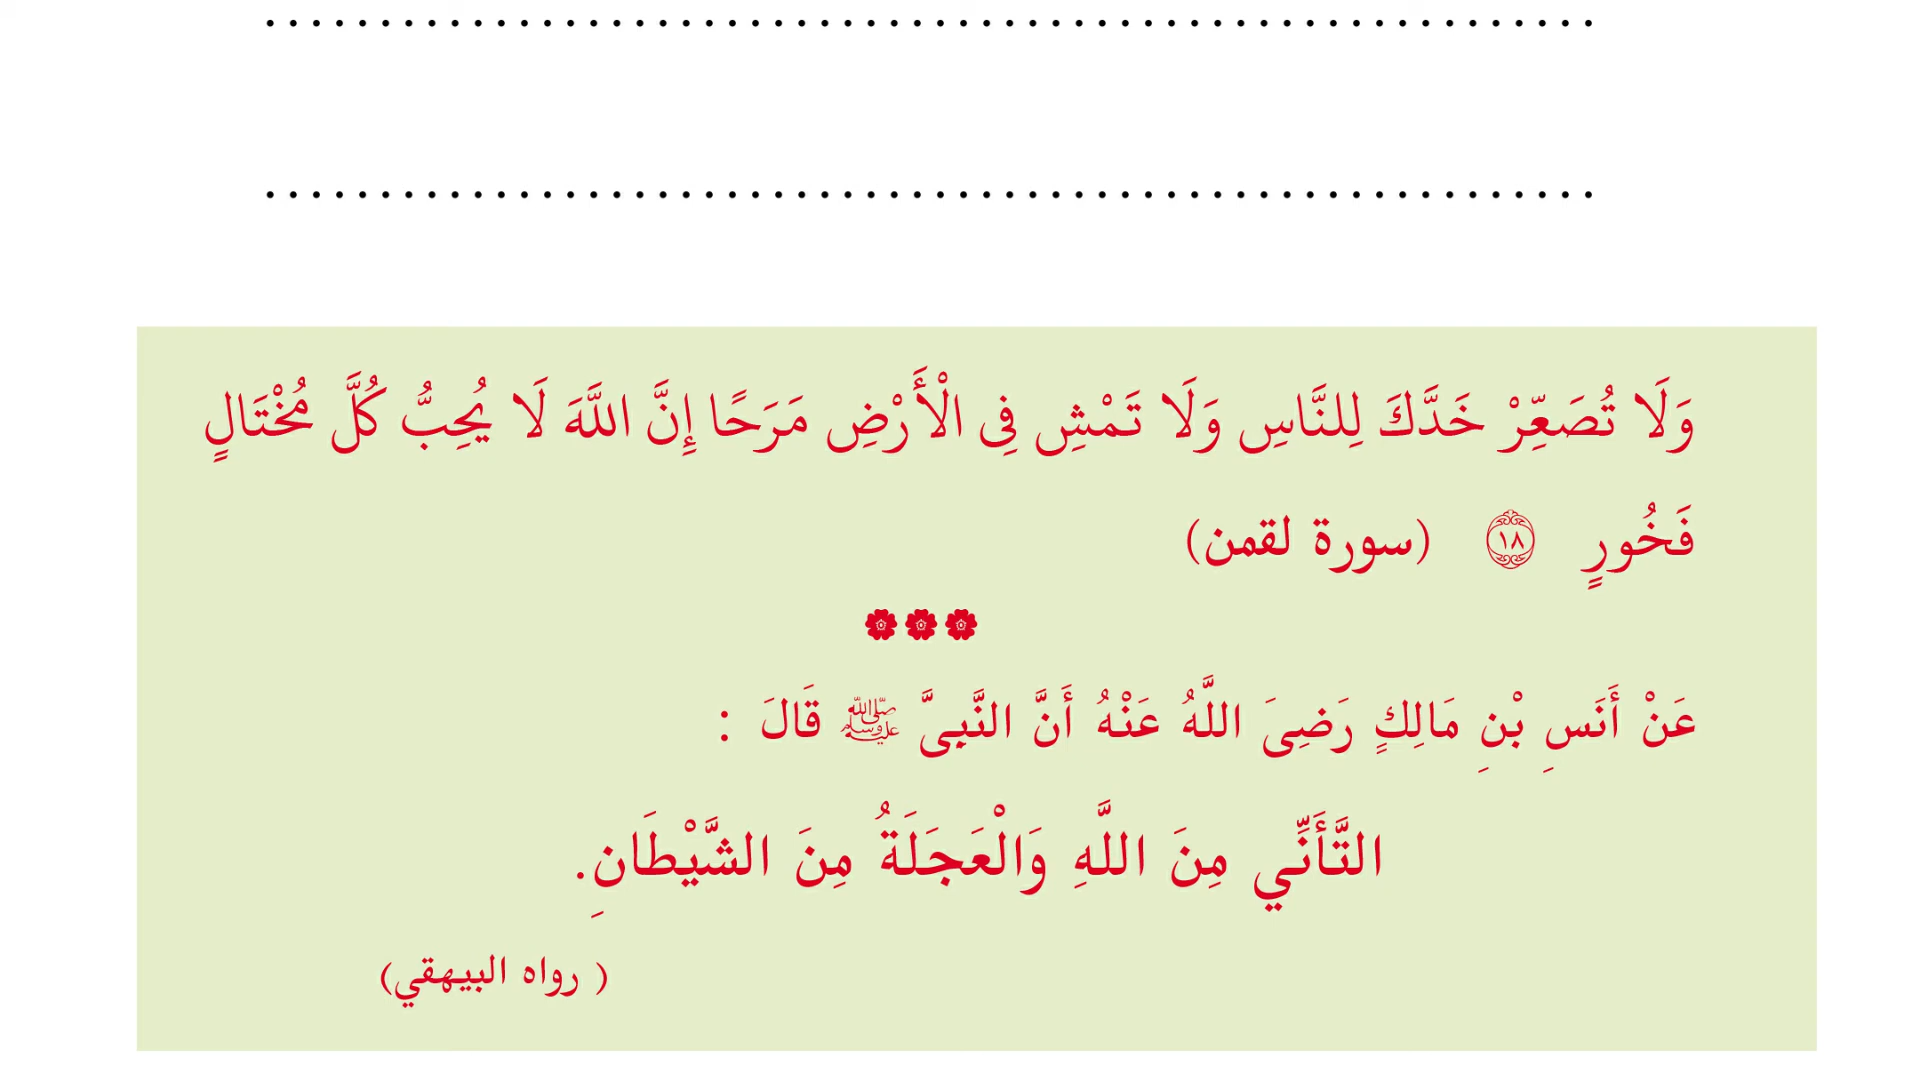 ................................................................
................................................................
وَلَا تُصَعِّرْ خَدَّكَ لِلنَّاسِ وَلَا تَمْشِ فِى الْأَرْضِ مَرَحًا إِنَّ اللَّهَ لَا يُحِبُّ كُلَّ مُخْتَالٍ
فَخُورٍ ۝١٨ (سورة لقمن)
عَنْ أَنَسِ بْنِ مَالِكٍ رَضِىَ اللَّهُ عَنْهُ أَنَّ النَّبِىَّ ﷺ قَالَ :
التَّأَنِّي مِنَ اللَّهِ وَالْعَجَلَةُ مِنَ الشَّيْطَانِ.
( رواه البيهقي)